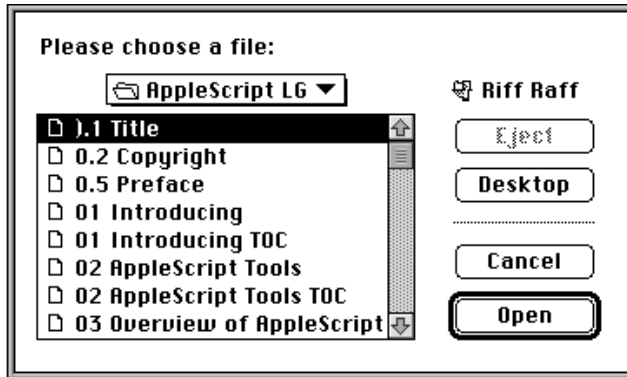 Please choose a file:
AppleScript LG
Riff Raff
).1 Title
0.2 Copyright
0.5 Preface
01 Introducing
01 Introducing TOC
02 AppleScript Tools
02 AppleScript Tools TOC
03 Overview of AppleScript
Eject
Desktop
Cancel
Open